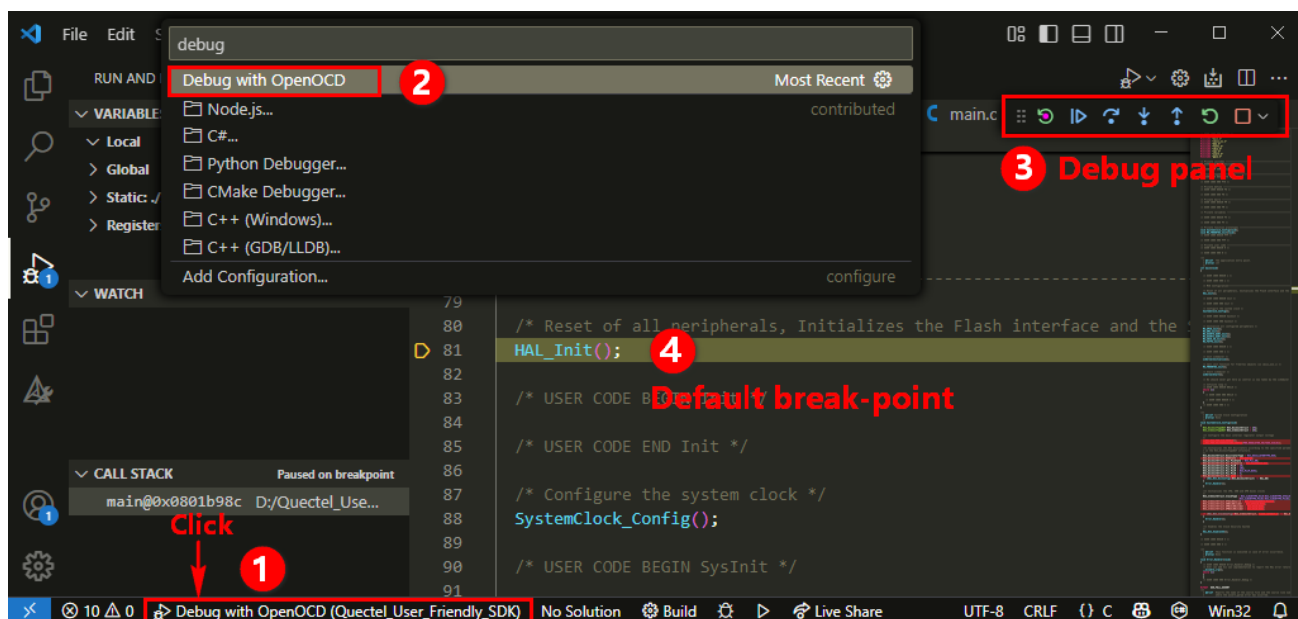 File Edit S
debug
RUN AND
Debug with OpenOCD
Most Recent
2
VARIABLE
Node.js...
contributed
main.c
Local
C#...
Global
Python Debugger...
3 Debug panel
Static: ./
CMake Debugger...
Register
C++ (Windows)...
C++ (GDB/LLDB)...
1
Add Configuration...
configure
WATCH
79
80 /* Reset of all peripherals, Initializes the Flash interface and the
81 HAL_Init();
4
82
83 /* USER CODE BEGIN Init */
Default break-point
84
85 /* USER CODE END Init */
CALL STACK
Paused on breakpoint
86
main@0x0801b98c D:/Quectel_Use...
87 /* Configure the system clock */
1
Click
88 SystemClock_Config();
89
1
90 /* USER CODE BEGIN SysInit */
91
10 0 Debug with OpenOCD (Quectel_User_Friendly_SDK) No Solution Build Live Share UTF-8 CRLF {} C Win32